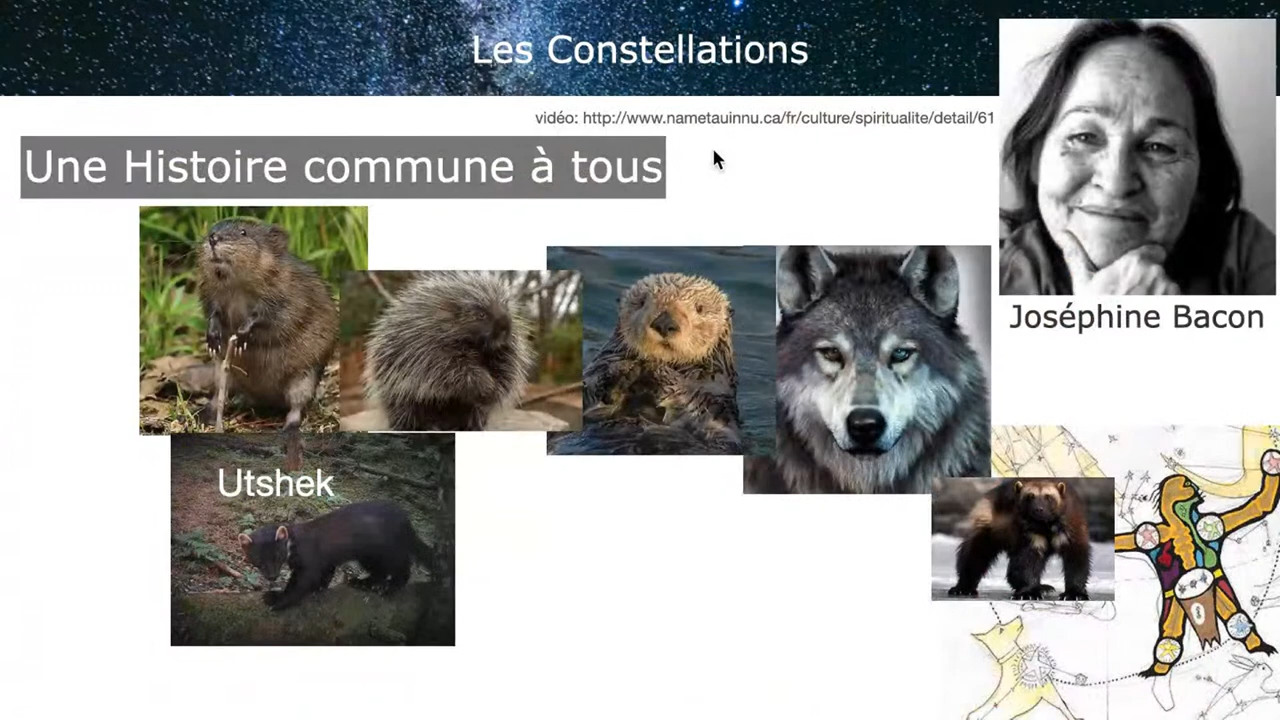 Les Constellations
vidéo: http://www.nametauinnu.ca/fr/culture/spiritualite/detail/61
Une Histoire commune à tous
Joséphine Bacon
Utshek